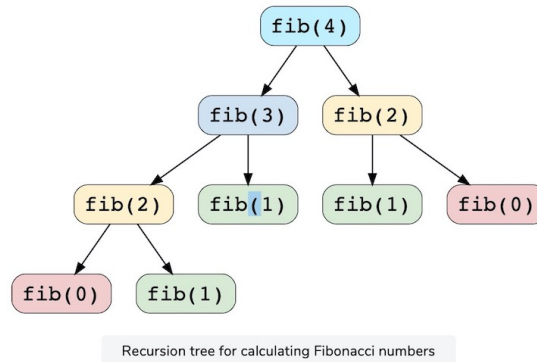 fib(4)
fib(3)
fib(2)
fib(2)
fib(1)
fib(1)
fib(0)
fib(0)
fib(1)
Recursion tree for calculating Fibonacci numbers